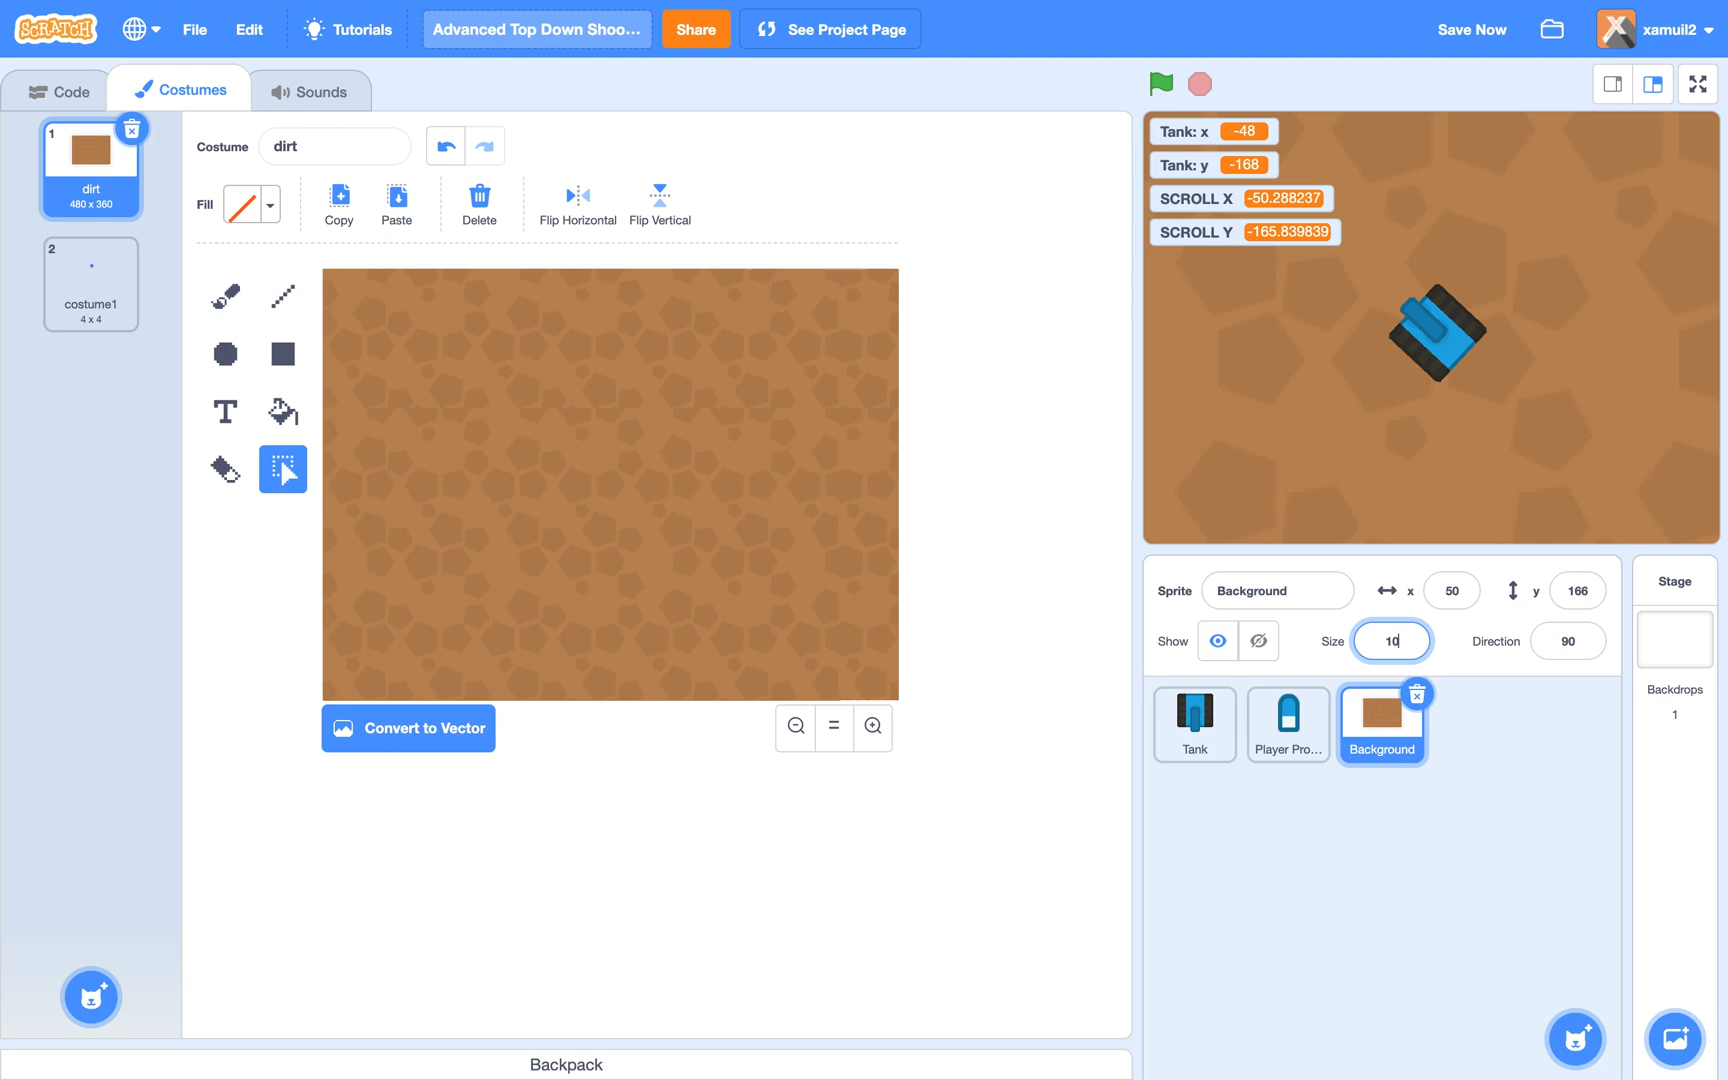 SCRATCH
File
Edit
Tutorials
Advanced Top Down Shoo...
Share
See Project Page
Save Now
xamuil2
Code
Costumes
Sounds
1
dirt
480 x 360
2
costume1
4 x 4
Costume
dirt
Fill
Copy
Paste
Delete
Flip Horizontal
Flip Vertical
T
Convert to Vector
Backpack
Tank: x -48
Tank: y -168
SCROLL X -50.288237
SCROLL Y -165.839839
Sprite Background x 50 y 166
Show Size 10 Direction 90
Tank
Player Pro...
Background
Stage
Backdrops
1